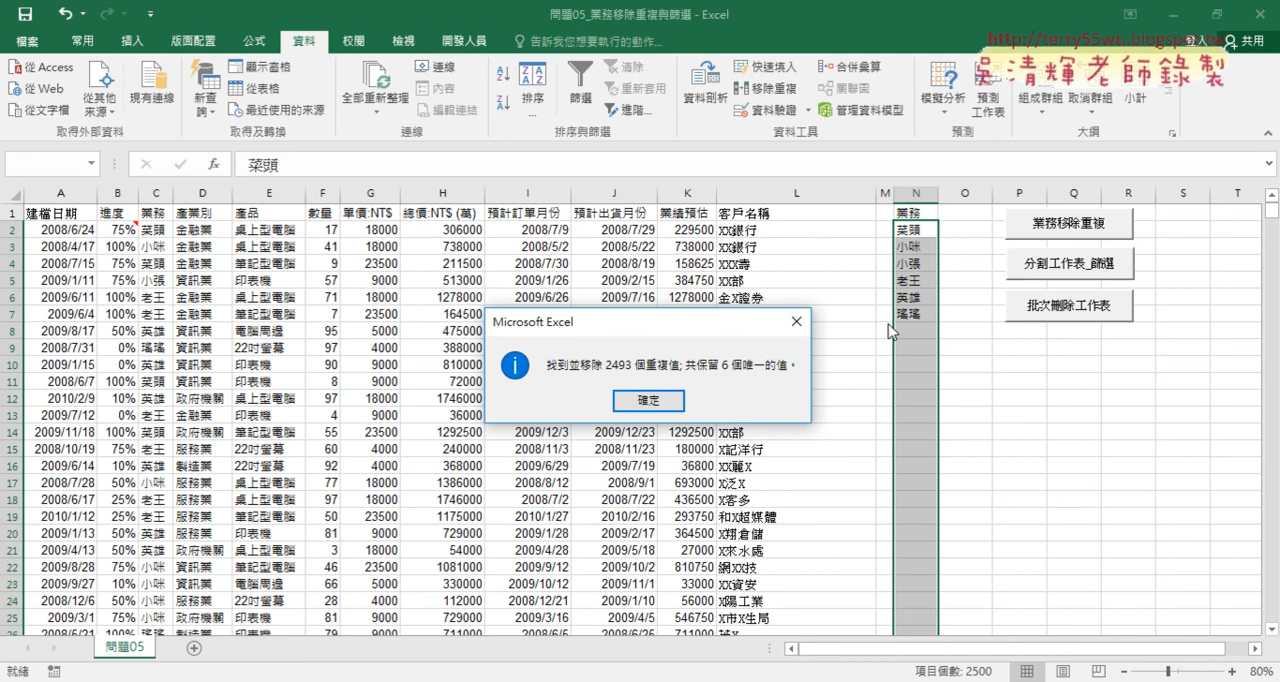 問題05_業務移除重複與篩選 - Excel
http://terry55wu.blogspot.tw
吳清輝老師錄製
檔案 常用 插入 版面配置 公式 資料 校閱 檢視 開發人員 告訴我您想要執行的動作... 登入 共用
從 Access 從 Web 從文字檔 從其他來源 現有連線 取得外部資料
新查詢 顯示窗格 從表格 最近使用的來源 取得及轉換
全部重新整理 連線 內容 編輯連結 連線
排序 篩選 清除 重新套用 進階... 排序與篩選
資料剖析 快速填入 移除重複 資料驗證 合併彙算 關聯圖 管理資料模型 資料工具
模擬分析 預測工作表 預測
組成群組 取消群組 小計 大綱
fx 菜頭
A B C D E F G H I J K L M N O P Q R S T
1 建檔日期 進度 業務 產業別 產品 數量 單價:NT$ 總價:NT$ (萬) 預計訂單月份 預計出貨月份 業績預估 客戶名稱 業務
2 2008/6/24 75% 菜頭 金融業 桌上型電腦 17 18000 306000 2008/7/9 2008/7/29 229500 XX銀行 菜頭
3 2008/4/17 100% 小咪 金融業 桌上型電腦 41 18000 738000 2008/5/2 2008/5/22 738000 XX銀行 小咪
4 2008/7/15 75% 菜頭 金融業 筆記型電腦 9 23500 211500 2008/7/30 2008/8/19 158625 XXX壽 小張
5 2009/1/11 75% 小張 資訊業 印表機 57 9000 513000 2009/1/26 2009/2/15 384750 XX部 老王
6 2009/6/11 100% 老王 金融業 桌上型電腦 71 18000 1278000 2009/6/26 2009/7/16 1278000 金X證券 英雄
7 2009/6/4 100% 老王 金融業 筆記型電腦 7 23500 164500 瑤瑤
8 2009/8/17 50% 英雄 資訊業 電腦周邊 95 5000 475000
9 2008/7/31 0% 瑤瑤 資訊業 22吋螢幕 97 4000 388000
10 2009/1/15 0% 英雄 資訊業 印表機 90 9000 810000
11 2008/6/7 100% 菜頭 資訊業 印表機 8 9000 72000
12 2010/2/9 10% 英雄 政府機關 桌上型電腦 97 18000 1746000
13 2009/7/12 0% 老王 金融業 印表機 4 9000 36000
14 2009/11/18 100% 菜頭 政府機關 筆記型電腦 55 23500 1292500 2009/12/3 2009/12/23 1292500 XX部
15 2008/10/19 75% 老王 服務業 22吋螢幕 60 4000 240000 2008/11/3 2008/11/23 180000 X記洋行
16 2009/6/14 10% 英雄 製造業 22吋螢幕 92 4000 368000 2009/6/29 2009/7/19 36800 XX麗X
17 2008/7/28 50% 小咪 服務業 桌上型電腦 77 18000 1386000 2008/8/12 2008/9/1 693000 X泛X
18 2008/6/17 25% 老王 服務業 桌上型電腦 97 18000 1746000 2008/7/2 2008/7/22 436500 X客多
19 2010/1/12 25% 老王 服務業 筆記型電腦 50 23500 1175000 2010/1/27 2010/2/16 293750 和X超媒體
20 2009/1/13 50% 英雄 服務業 印表機 81 9000 729000 2009/1/28 2009/2/17 364500 X翔倉儲
21 2009/4/13 50% 英雄 政府機關 桌上型電腦 3 18000 54000 2009/4/28 2009/5/18 27000 X來水處
22 2009/8/28 75% 小咪 資訊業 筆記型電腦 46 23500 1081000 2009/9/12 2009/10/2 810750 網XX技
23 2009/9/27 10% 英雄 資訊業 電腦周邊 66 5000 330000 2009/10/12 2009/11/1 33000 XX資安
24 2008/12/6 50% 小咪 服務業 22吋螢幕 28 4000 112000 2008/12/21 2009/1/10 56000 X陽工業
25 2009/3/1 75% 小咪 政府機關 印表機 81 9000 729000 2009/3/16 2009/4/5 546750 X市X生局
業務移除重複
分割工作表_篩選
批次刪除工作表
Microsoft Excel
找到並移除 2493 個重複值; 共保留 6 個唯一的值。
確定
問題05
就緒 項目個數: 2500 80%